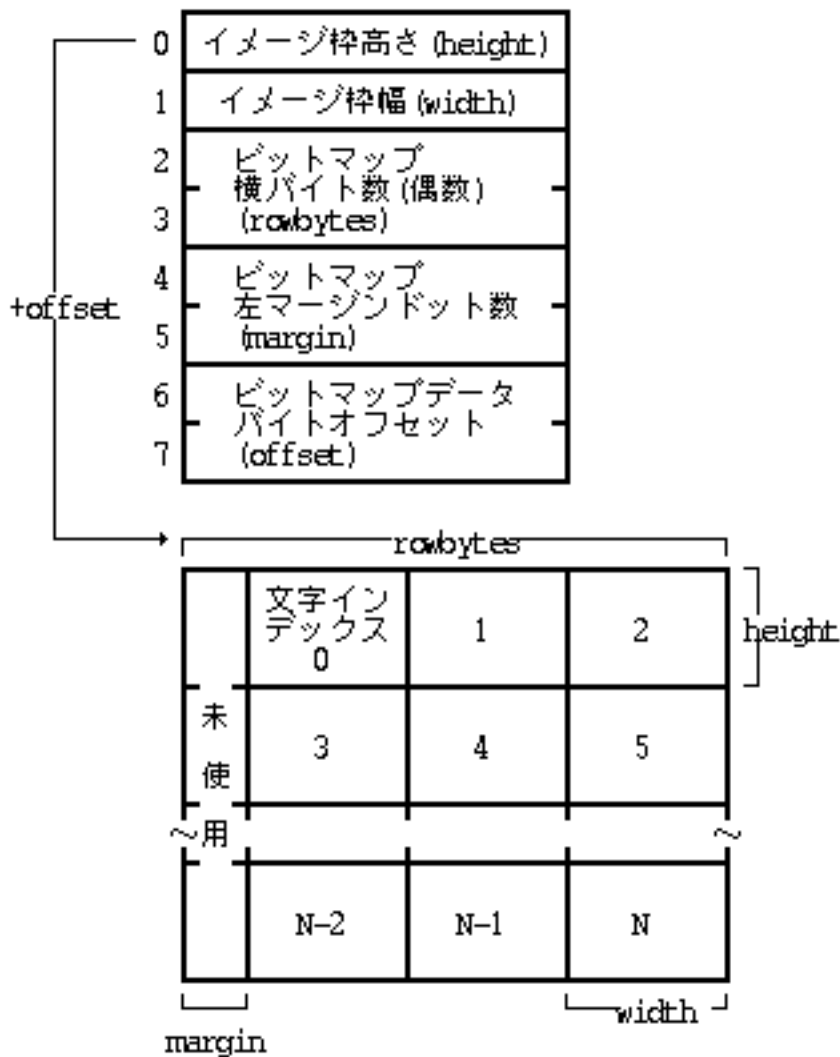 0 イメージ枠高さ (height)
1 イメージ枠幅 (width)
2 ビットマップ
横バイト数 (偶数)
3 (rowbytes)
4 ビットマップ
+offset 左マージンドット数
5 (margin)
6 ビットマップデータ
バイトオフセット
7 (offset)
rowbytes
文字イン
デックス 1 2 height
0
未
3 4 5
使
~用 ~
N-2 N-1 N
width
margin